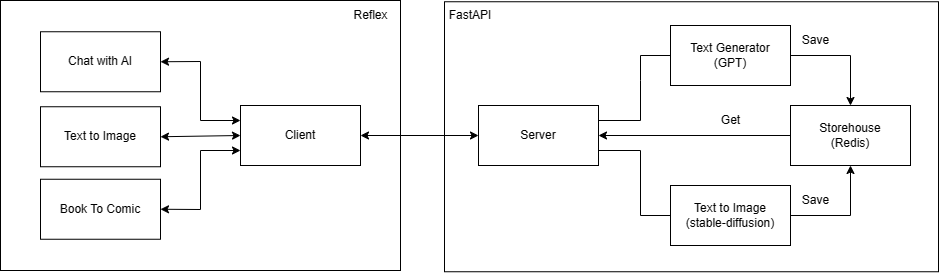 Reflex
Chat with AI
Text to Image
Book To Comic
Client
FastAPI
Server
Text Generator
(GPT)
Save
Get
Storehouse
(Redis)
Text to Image
(stable-diffusion)
Save